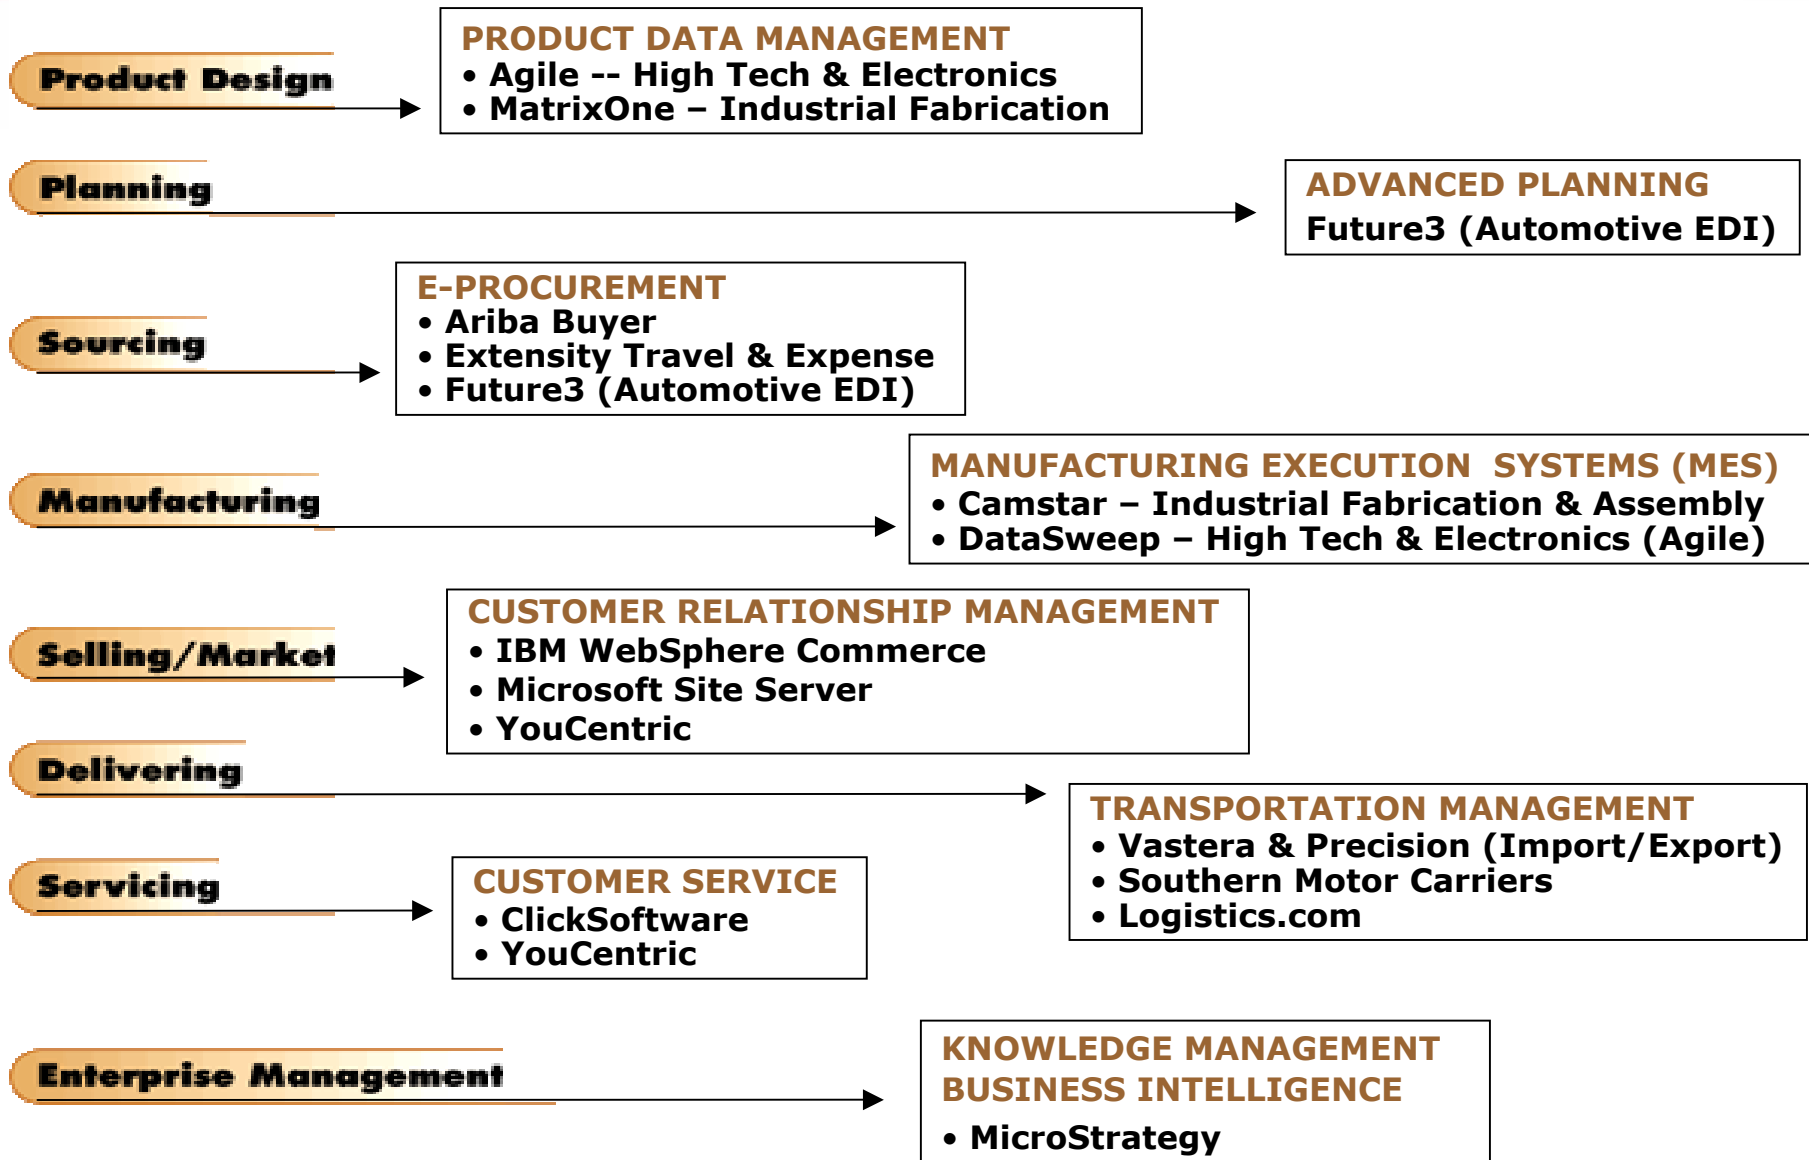 Product Design
PRODUCT DATA MANAGEMENT
• Agile -- High Tech & Electronics
• MatrixOne – Industrial Fabrication
Planning
ADVANCED PLANNING
Future3 (Automotive EDI)
Sourcing
E-PROCUREMENT
• Ariba Buyer
• Extensity Travel & Expense
• Future3 (Automotive EDI)
Manufacturing
MANUFACTURING EXECUTION  SYSTEMS (MES)
• Camstar – Industrial Fabrication & Assembly
• DataSweep – High Tech & Electronics (Agile)
Selling/Market
CUSTOMER RELATIONSHIP MANAGEMENT
• IBM WebSphere Commerce
• Microsoft Site Server
• YouCentric
Delivering
TRANSPORTATION MANAGEMENT
• Vastera & Precision (Import/Export)
• Southern Motor Carriers
• Logistics.com
Servicing
CUSTOMER SERVICE
• ClickSoftware
• YouCentric
Enterprise Management
KNOWLEDGE MANAGEMENT
BUSINESS INTELLIGENCE
• MicroStrategy